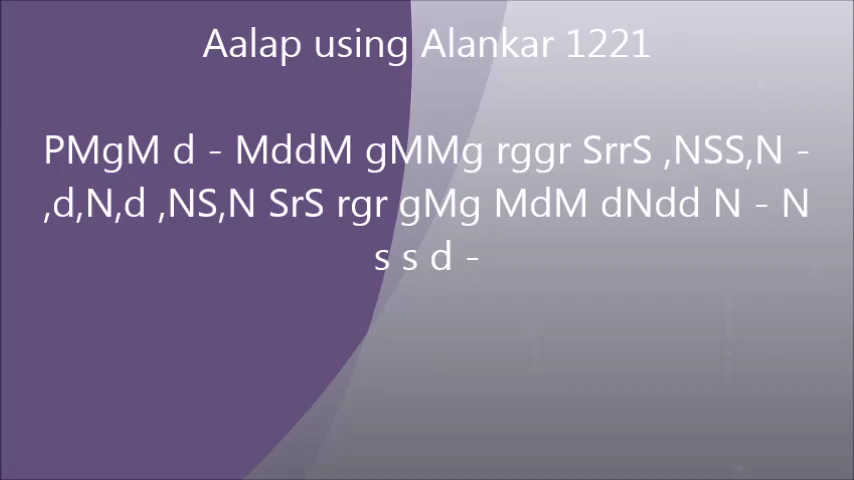 Aalap using Alankar 1221
PMgM d - MddM gMMg rggr SrrS ,NSS,N -
,d,N,d ,NS,N SrS rgr gMg MdM dNdd N - N
s s d -